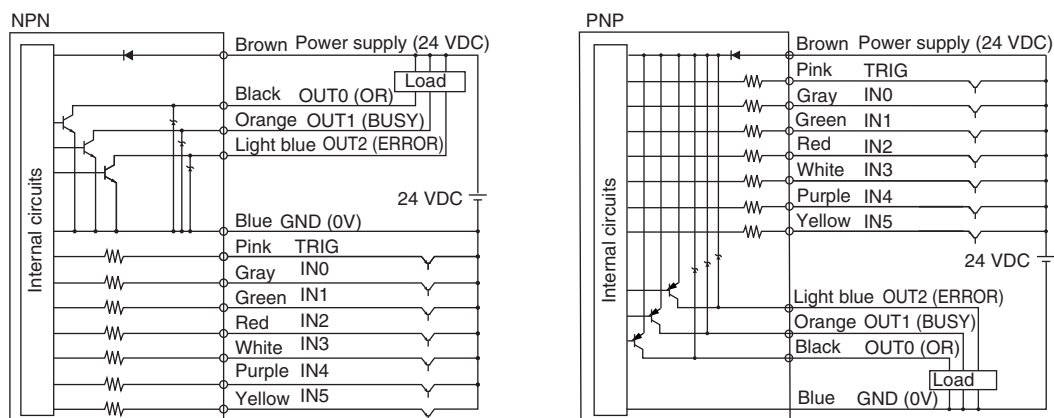 NPN
Brown Power supply (24 VDC)
Load
Black OUT0 (OR)
Orange OUT1 (BUSY)
Light blue OUT2 (ERROR)
Internal circuits
24 VDC
Blue GND (0V)
Pink TRIG
Gray IN0
Green IN1
Red IN2
White IN3
Purple IN4
Yellow IN5
PNP
Brown Power supply (24 VDC)
Pink TRIG
Gray IN0
Green IN1
Red IN2
White IN3
Purple IN4
Yellow IN5
Internal circuits
24 VDC
Light blue OUT2 (ERROR)
Orange OUT1 (BUSY)
Black OUT0 (OR)
Load
Blue GND (0V)